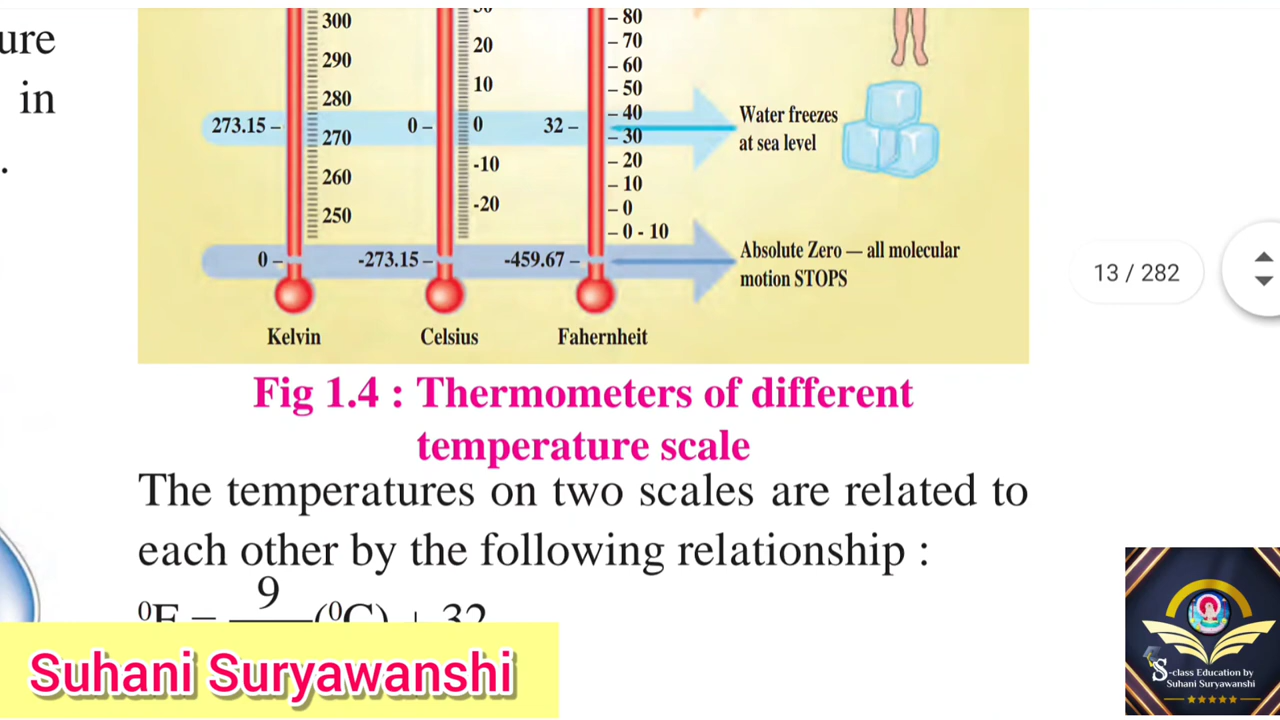 ure
in
.
300
290
280
270
260
250
273.15 –
0 –
20
10
0
-10
-20
0 –
-273.15 –
– 80
– 70
– 60
– 50
– 40
– 30
– 20
– 10
– 0
– 0 - 10
32 –
-459.67 –
Water freezes
at sea level
Absolute Zero — all molecular
motion STOPS
Kelvin Celsius Fahernheit
13 / 282
Fig 1.4 : Thermometers of different
temperature scale
The temperatures on two scales are related to
each other by the following relationship :
9
⁰F = (⁰C) + 32
Suhani Suryawanshi
S-class Education by
Suhani Suryawanshi